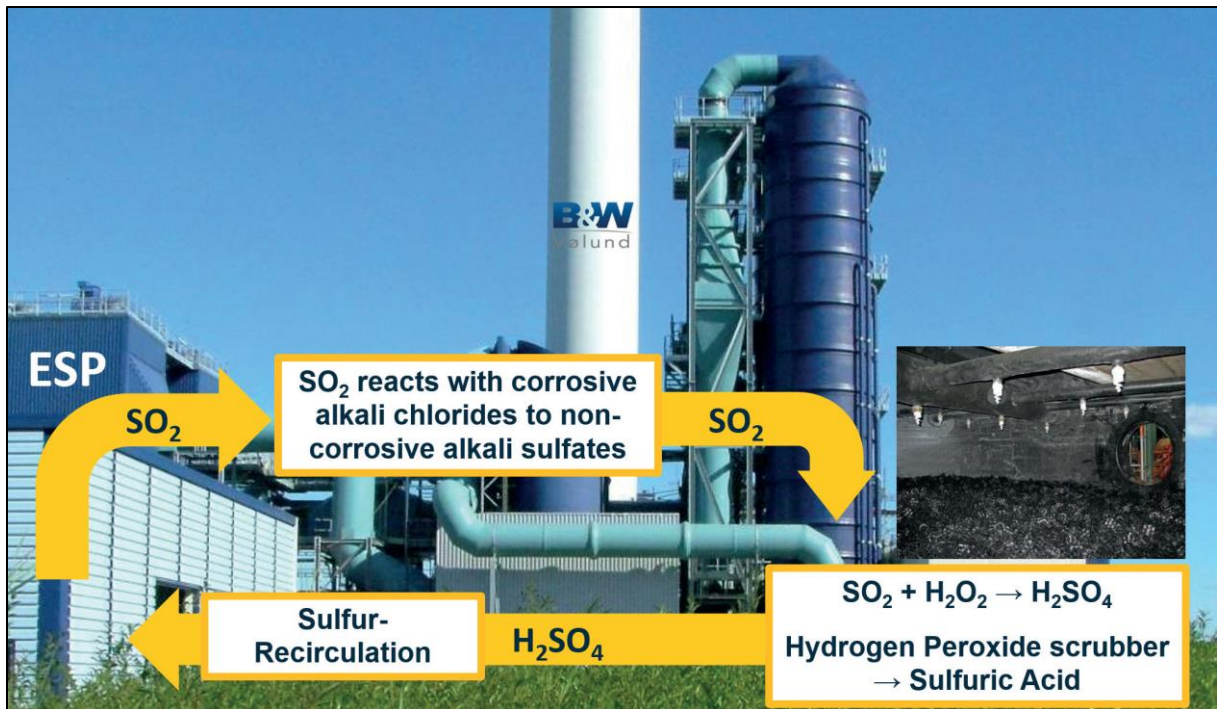 B&W
Vølund
ESP
SO₂
SO₂ reacts with corrosive
alkali chlorides to non-
corrosive alkali sulfates
SO₂
SO₂ + H₂O₂ → H₂SO₄
Hydrogen Peroxide scrubber
→ Sulfuric Acid
H₂SO₄
Sulfur-
Recirculation